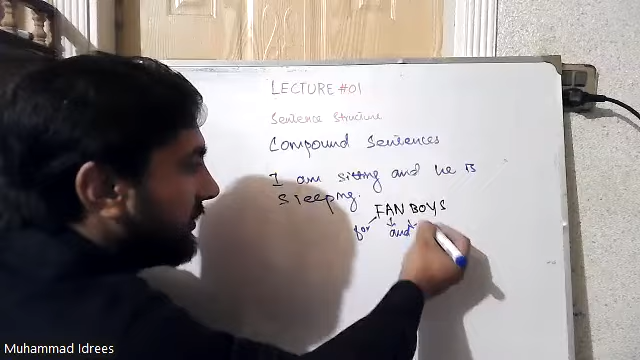 LECTURE #01
Sentence Structure
Compound Sentences
I am sitting and he is
sleeping.
FANBOYS
for and
Muhammad Idrees